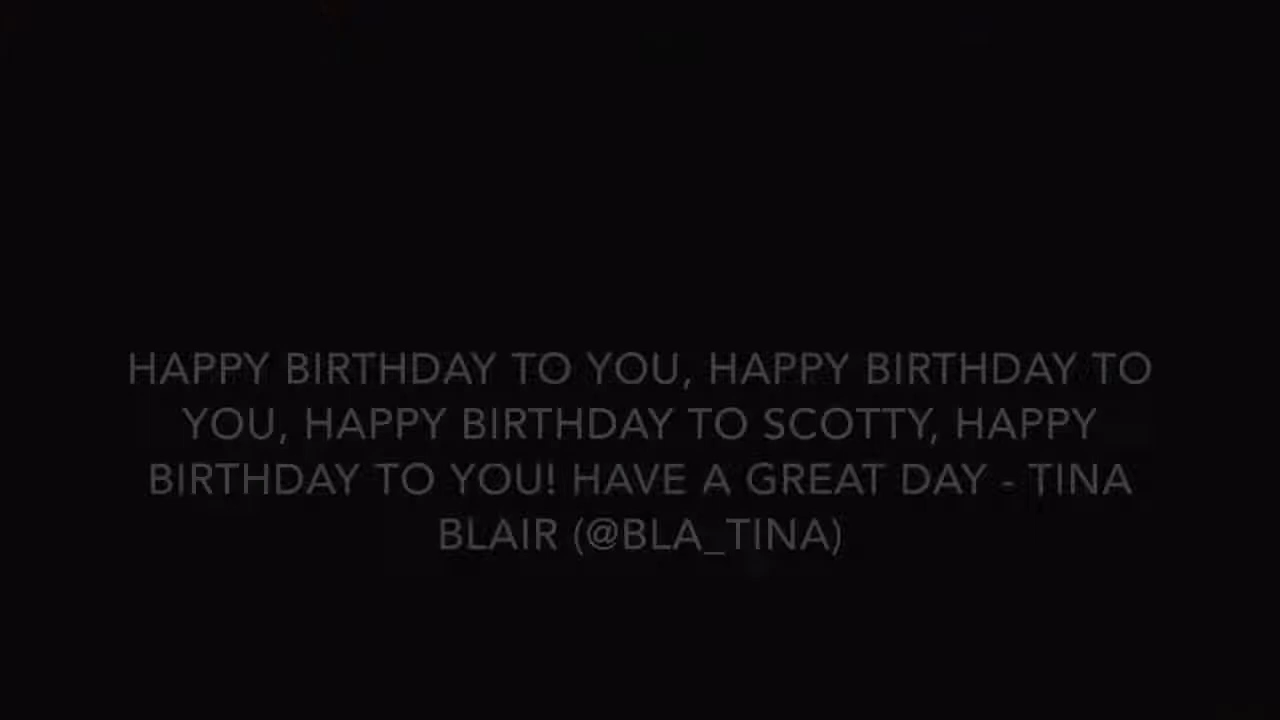 HAPPY BIRTHDAY TO YOU, HAPPY BIRTHDAY TO
YOU, HAPPY BIRTHDAY TO SCOTTY, HAPPY
BIRTHDAY TO YOU! HAVE A GREAT DAY - TINA
BLAIR (@BLA_TINA)